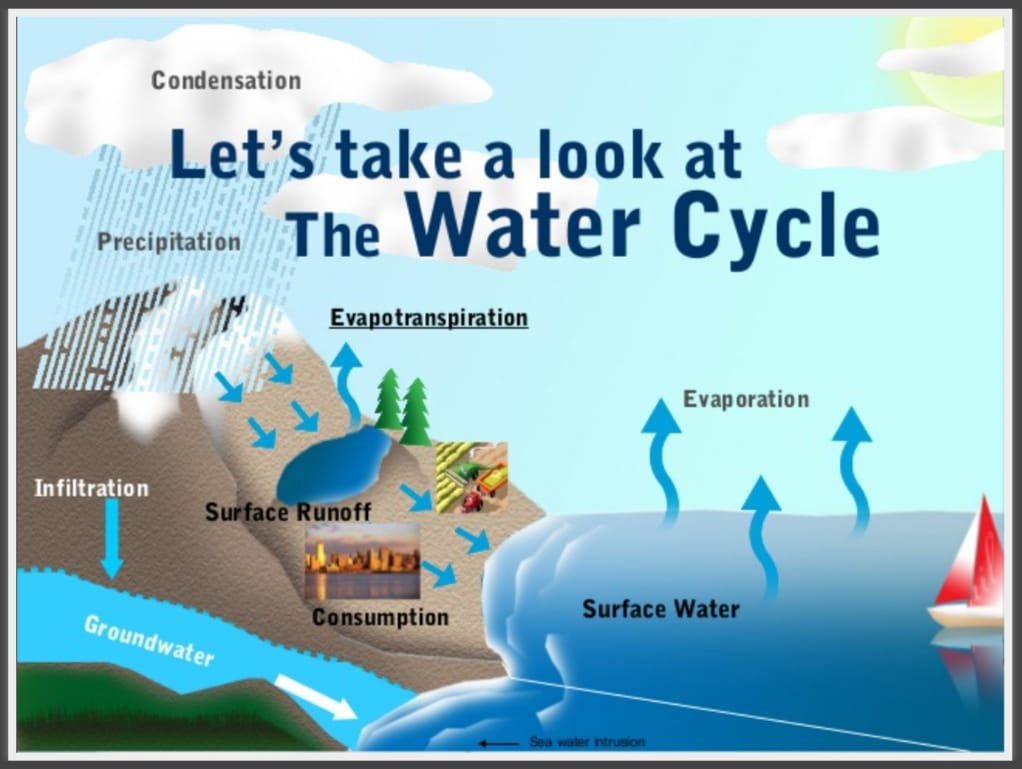 Condensation
Let's take a look at
The Water Cycle
Precipitation
Evapotranspiration
Evaporation
Infiltration
Surface Runoff
Consumption
Surface Water
Groundwater
Sea water intrusion